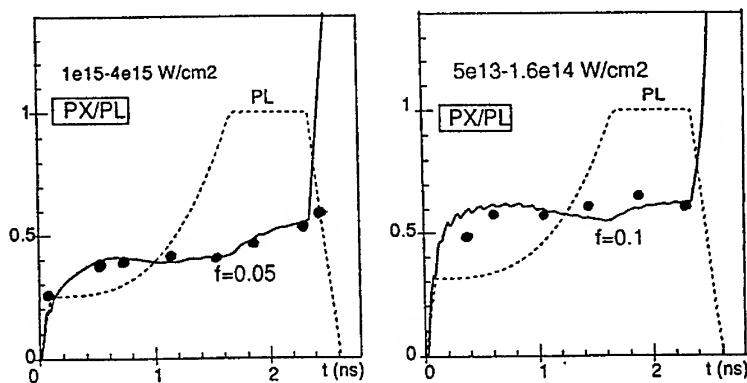 1e15-4e15 W/cm2
PX/PL
PL
f=0.05
1
0.5
0
0
1
2
t (ns)
5e13-1.6e14 W/cm2
PX/PL
PL
f=0.1
1
0.5
0
0
1
2
t (ns)